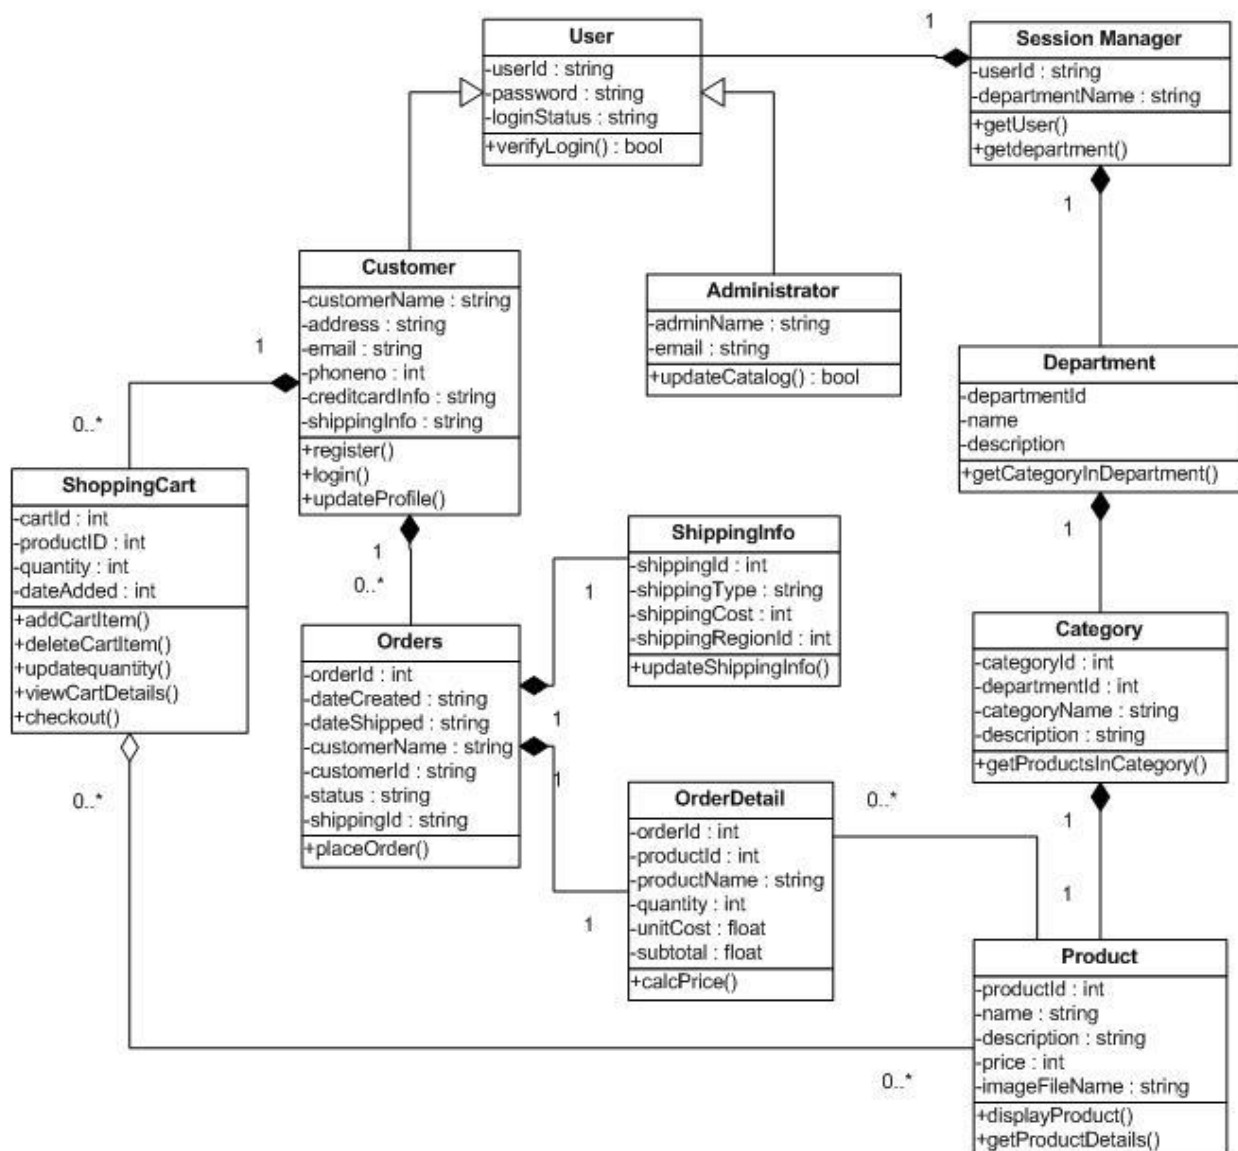 User
-userId : string
-password : string
-loginStatus : string
+verifyLogin() : bool
1
Session Manager
-userId : string
-departmentName : string
+getUser()
+getdepartment()
1
Customer
-customerName : string
-address : string
-email : string
-phoneno : int
-creditcardInfo : string
-shippingInfo : string
+register()
+login()
+updateProfile()
1
0..*
1
0..*
Administrator
-adminName : string
-email : string
+updateCatalog() : bool
Department
-departmentId
-name
-description
+getCategoryInDepartment()
1
ShoppingCart
-cartId : int
-productID : int
-quantity : int
-dateAdded : int
+addCartItem()
+deleteCartItem()
+updatequantity()
+viewCartDetails()
+checkout()
0..*
Orders
-orderId : int
-dateCreated : string
-dateShipped : string
-customerName : string
-customerId : string
-status : string
-shippingId : string
+placeOrder()
1
1
1
1
ShippingInfo
-shippingId : int
-shippingType : string
-shippingCost : int
-shippingRegionId : int
+updateShippingInfo()
Category
-categoryId : int
-departmentId : int
-categoryName : string
-description : string
+getProductsInCategory()
1
1
OrderDetail
-orderId : int
-productId : int
-productName : string
-quantity : int
-unitCost : float
-subtotal : float
+calcPrice()
0..*
Product
-productId : int
-name : string
-description : string
-price : int
-imageFileName : string
+displayProduct()
+getProductDetails()
0..*